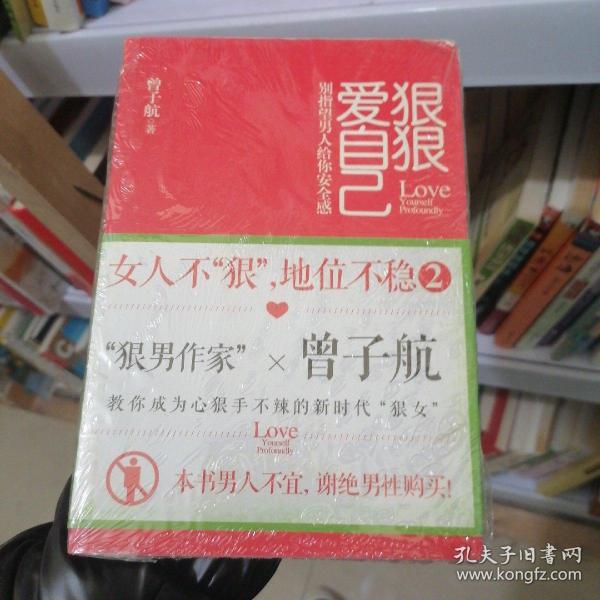 狠狠
爱自己
别指望男人给你安全感
Love
Yourself
Profoundly
曾子航 著
女人不“狠”,地位不稳2
“狠男作家” × 曾子航
教你成为心狠手不辣的新时代“狠女”
Love
Yourself
Profoundly
本书男人不宜, 谢绝男性购买!
孔夫子旧书网
www.kongfz.com